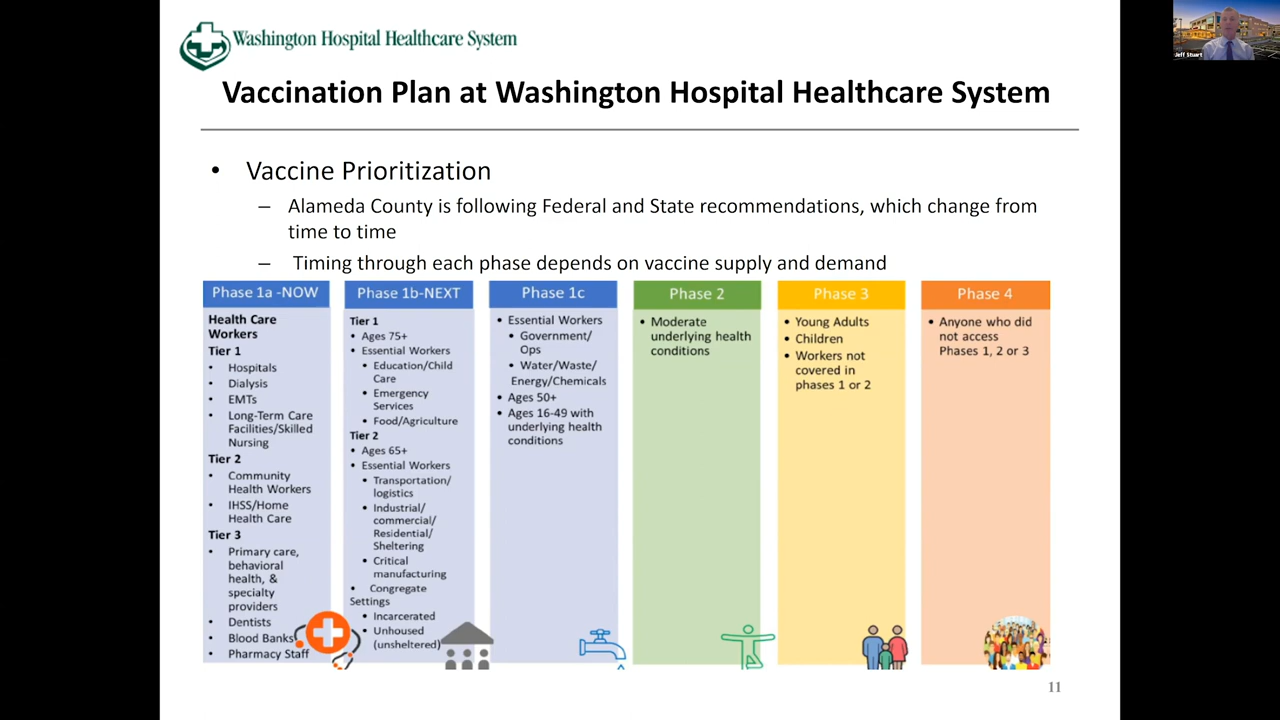 Washington Hospital Healthcare System
Jeff Stuart
Vaccination Plan at Washington Hospital Healthcare System
• Vaccine Prioritization
– Alameda County is following Federal and State recommendations, which change from
time to time
– Timing through each phase depends on vaccine supply and demand
Phase 1a -NOW
Health Care
Workers
Tier 1
• Hospitals
• Dialysis
• EMTs
• Long-Term Care
Facilities/Skilled
Nursing
Tier 2
• Community
Health Workers
• IHSS/Home
Health Care
Tier 3
• Primary care,
behavioral
health, &
specialty
providers
• Dentists
• Blood Banks
• Pharmacy Staff
Phase 1b-NEXT
Tier 1
• Ages 75+
• Essential Workers
• Education/Child
Care
• Emergency
Services
• Food/Agriculture
Tier 2
• Ages 65+
• Essential Workers
• Transportation/
logistics
• Industrial/
commercial/
Residential/
Sheltering
• Critical
manufacturing
• Congregate
Settings
• Incarcerated
• Unhoused
(unsheltered)
Phase 1c
• Essential Workers
• Government/
Ops
• Water/Waste/
Energy/Chemicals
• Ages 50+
• Ages 16-49 with
underlying health
conditions
Phase 2
• Moderate
underlying health
conditions
Phase 3
• Young Adults
• Children
• Workers not
covered in
phases 1 or 2
Phase 4
• Anyone who did
not access
Phases 1, 2 or 3
11